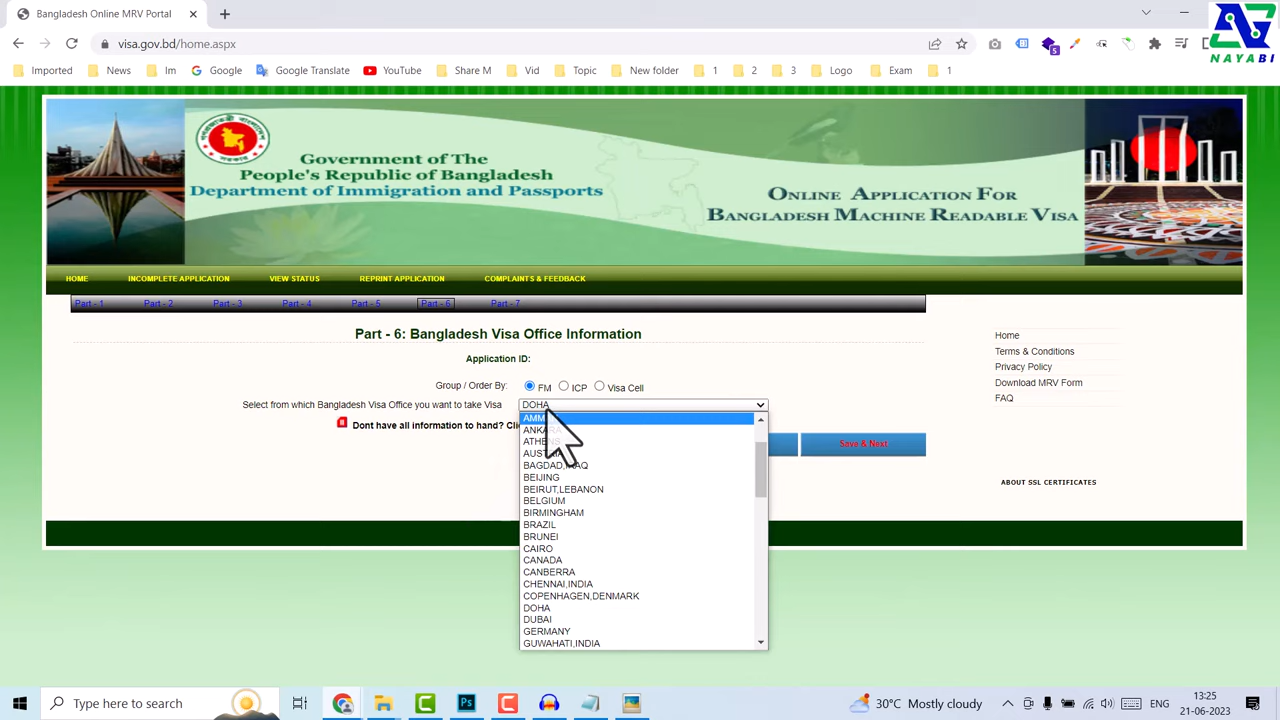 Bangladesh Online MRV Portal
visa.gov.bd/home.aspx
5
NAYABI
Imported News Im Google Google Translate YouTube Share M Vid Topic New folder 1 2 3 Logo Exam 1
Government of The
People's Republic of Bangladesh
Department of Immigration and Passports
Online Application For
Bangladesh Machine Readable Visa
HOME INCOMPLETE APPLICATION VIEW STATUS REPRINT APPLICATION COMPLAINTS & FEEDBACK
Part - 1 Part - 2 Part - 3 Part - 4 Part - 5 Part - 6 Part - 7
Part - 6: Bangladesh Visa Office Information
Application ID:
Group / Order By: FM ICP Visa Cell
Select from which Bangladesh Visa Office you want to take Visa DOHA
Dont have all information to hand?
Save & Next
BEIJING
BEIRUT,LEBANON
BELGIUM
BIRMINGHAM
BRAZIL
BRUNEI
CAIRO
CANADA
CANBERRA
CHENNAI,INDIA
COPENHAGEN,DENMARK
DOHA
DUBAI
GERMANY
GUWAHATI,INDIA
Home
Terms & Conditions
Privacy Policy
Download MRV Form
FAQ
ABOUT SSL CERTIFICATES
Type here to search
30°C Mostly cloudy
ENG
13:25
21-06-2023